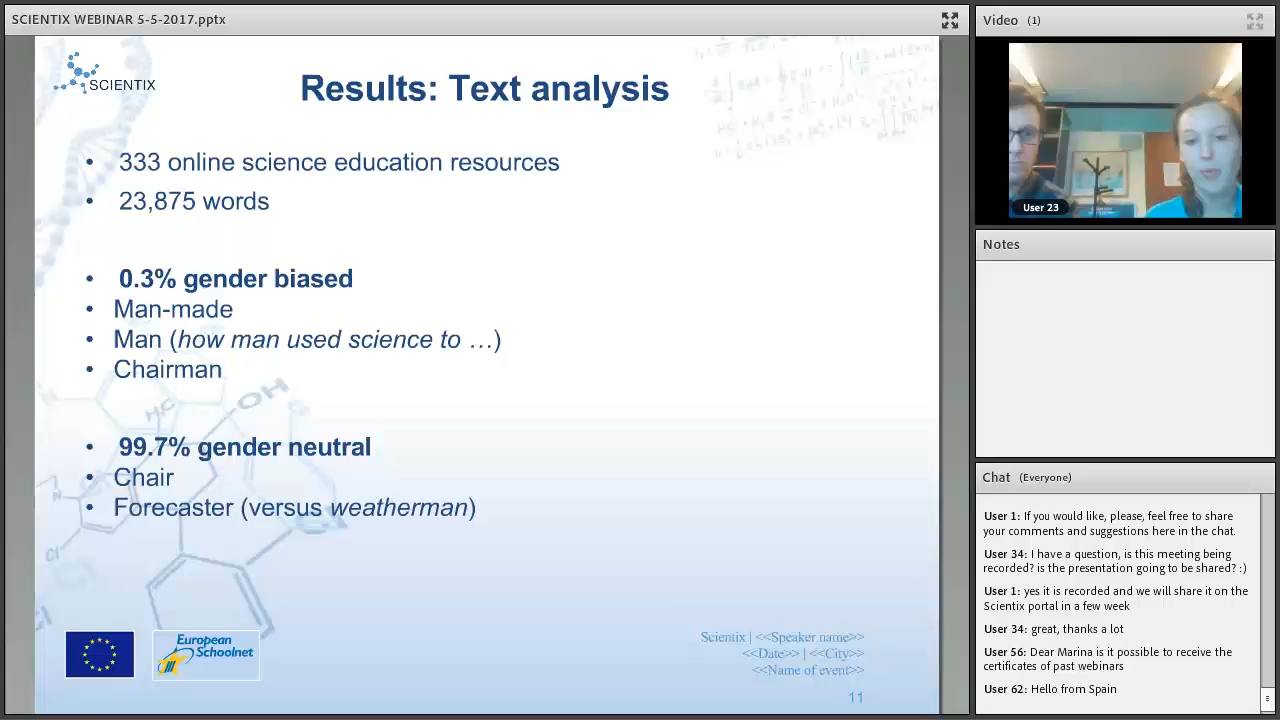 SCIENTIX WEBINAR 5-5-2017.pptx
SCIENTIX
Results: Text analysis
• 333 online science education resources
• 23,875 words
• 0.3% gender biased
• Man-made
• Man (how man used science to …)
• Chairman
• 99.7% gender neutral
• Chair
• Forecaster (versus weatherman)
OH
H₃C
Cl
European
Schoolnet
Scientix | <<Speaker name>>
<<Date>> | <<City>>
<<Name of event>>
11
Video (1)
User 23
Notes
Chat (Everyone)
User 1: If you would like, please, feel free to share
your comments and suggestions here in the chat.
User 34: I have a question, is this meeting being
recorded? is the presentation going to be shared? :)
User 1: yes it is recorded and we will share it on the
Scientix portal in a few week
User 34: great, thanks a lot
User 56: Dear Marina is it possible to receive the
certificates of past webinars
User 62: Hello from Spain